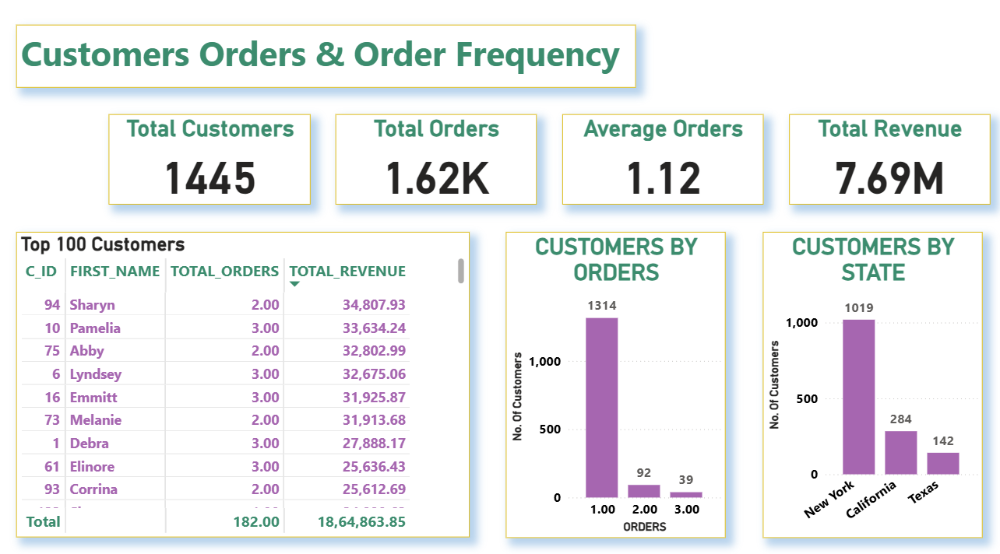 Customers Orders & Order Frequency
Total Customers
1445
Total Orders
1.62K
Average Orders
1.12
Total Revenue
7.69M
Top 100 Customers
C_ID FIRST_NAME TOTAL_ORDERS TOTAL_REVENUE
94 Sharyn 2.00 34,807.93
10 Pamelia 3.00 33,634.24
75 Abby 2.00 32,802.99
6 Lyndsey 3.00 32,675.06
16 Emmitt 3.00 31,925.87
73 Melanie 2.00 31,913.68
1 Debra 3.00 27,888.17
61 Elinore 3.00 25,636.43
93 Corrina 2.00 25,612.69
Total 182.00 18,64,863.85
CUSTOMERS BY
ORDERS
No. Of Customers
1,000
500
0
1314
92
39
1.00 2.00 3.00
ORDERS
CUSTOMERS BY
STATE
No. Of Customers
1,000
500
0
1019
284
142
New York
California
Texas